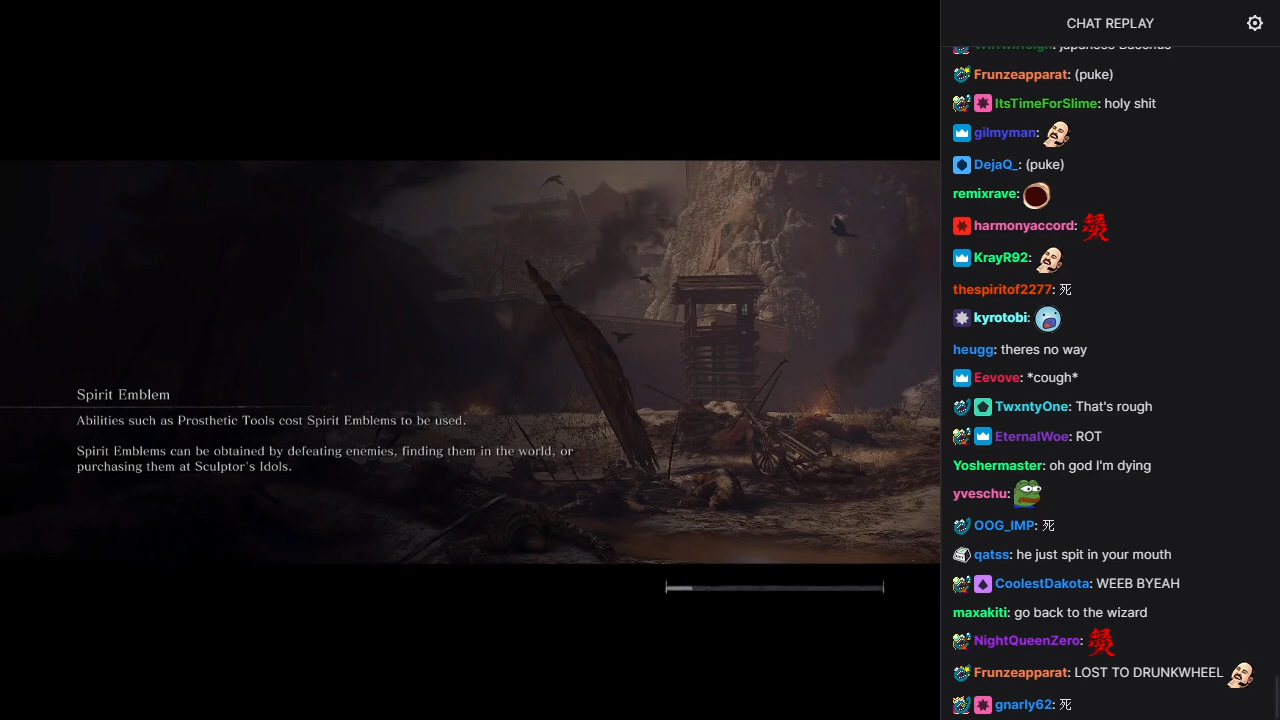 CHAT REPLAY
Frunzeapparat: (puke)
ItsTimeForSlime: holy shit
gilmyman:
DejaQ_: (puke)
remixrave:
harmonyaccord:
KrayR92:
thespiritof2277: 死
kyrotobi:
heugg: theres no way
Eevove: *cough*
TwxntyOne: That's rough
EternalWoe: ROT
Yoshermaster: oh god I'm dying
yveschu:
OOG_IMP: 死
qatss: he just spit in your mouth
CoolestDakota: WEEB BYEAH
maxakiti: go back to the wizard
NightQueenZero:
Frunzeapparat: LOST TO DRUNKWHEEL
gnarly62: 死
Spirit Emblem
Abilities such as Prosthetic Tools cost Spirit Emblems to be used.
Spirit Emblems can be obtained by defeating enemies, finding them in the world, or
purchasing them at Sculptor's Idols.